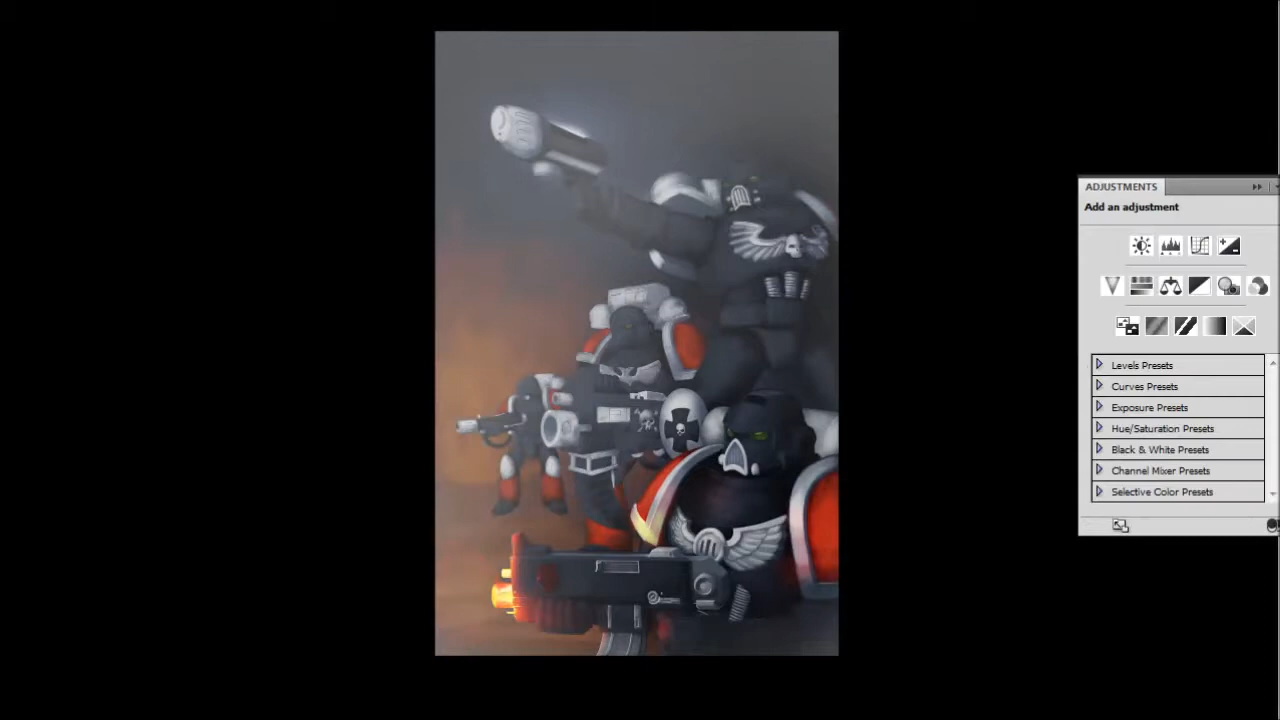 ADJUSTMENTS
Add an adjustment
Levels Presets
Curves Presets
Exposure Presets
Hue/Saturation Presets
Black & White Presets
Channel Mixer Presets
Selective Color Presets